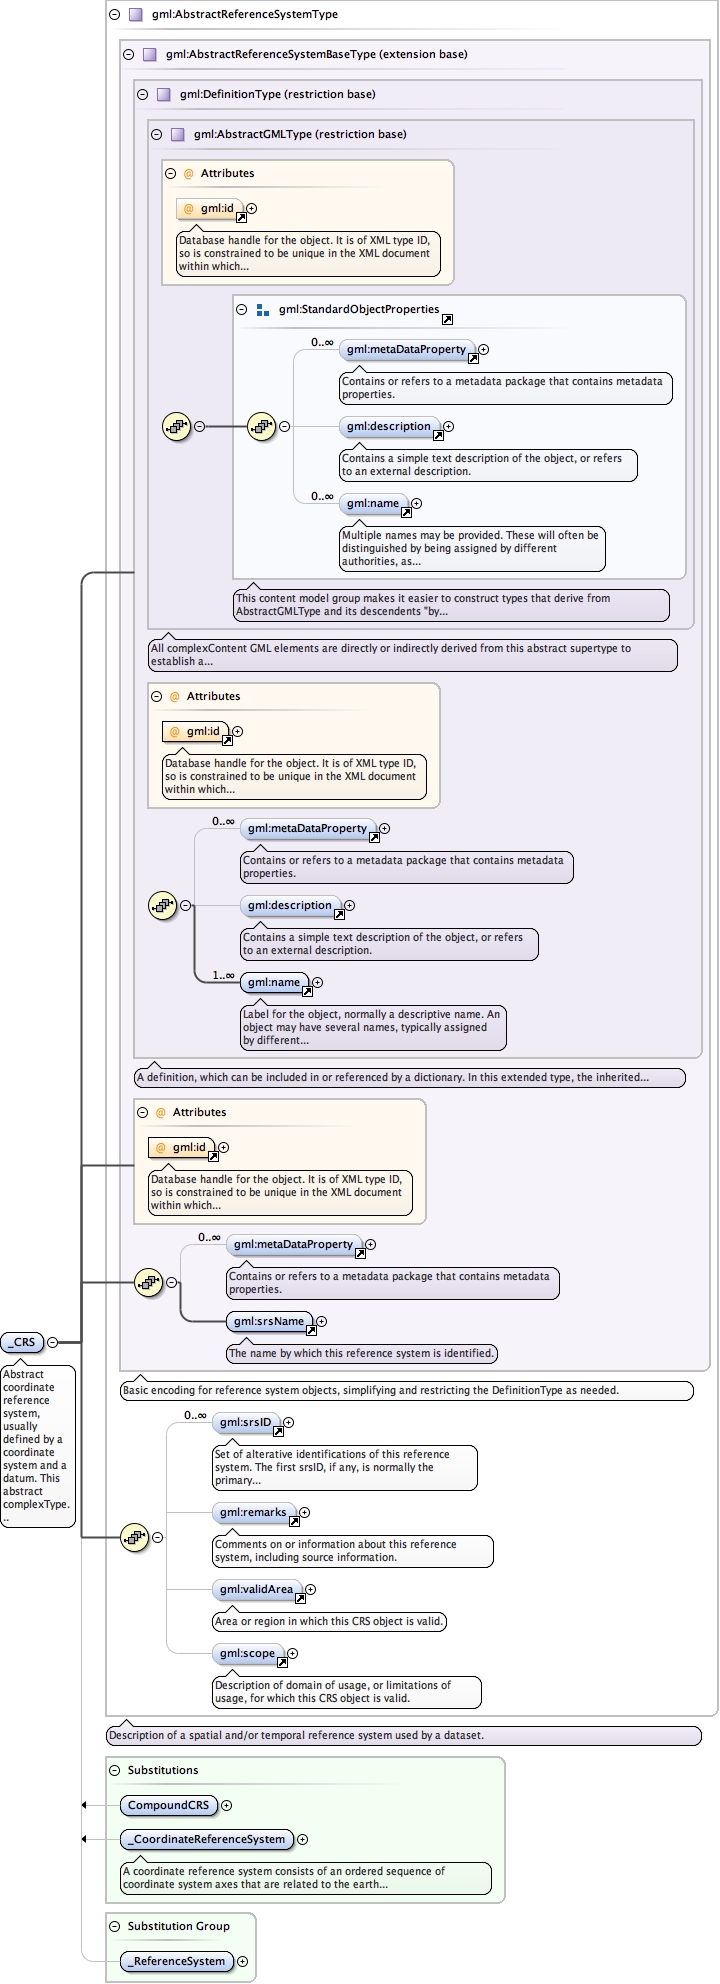 gml:AbstractReferenceSystemType
gml:AbstractReferenceSystemBaseType (extension base)
gml:DefinitionType (restriction base)
gml:AbstractGMLType (restriction base)
@ Attributes
@ gml:id
Database handle for the object. It is of XML type ID,
so is constrained to be unique in the XML document
within which...
gml:StandardObjectProperties
0..∞
gml:metaDataProperty
Contains or refers to a metadata package that contains metadata
properties.
gml:description
Contains a simple text description of the object, or refers
to an external description.
0..∞
gml:name
Multiple names may be provided. These will often be
distinguished by being assigned by different
authorities, as...
This content model group makes it easier to construct types that derive from
AbstractGMLType and its descendents "by...
All complexContent GML elements are directly or indirectly derived from this abstract supertype to
establish a...
@ Attributes
@ gml:id
Database handle for the object. It is of XML type ID,
so is constrained to be unique in the XML document
within which...
0..∞
gml:metaDataProperty
Contains or refers to a metadata package that contains metadata
properties.
gml:description
Contains a simple text description of the object, or refers
to an external description.
1..∞
gml:name
Label for the object, normally a descriptive name. An
object may have several names, typically assigned
by different...
A definition, which can be included in or referenced by a dictionary. In this extended type, the inherited...
@ Attributes
@ gml:id
Database handle for the object. It is of XML type ID,
so is constrained to be unique in the XML document
within which...
0..∞
gml:metaDataProperty
Contains or refers to a metadata package that contains metadata
properties.
gml:srsName
The name by which this reference system is identified.
_CRS
Abstract
coordinate
reference
system,
usually
defined by a
coordinate
system and a
datum. This
abstract
complexType.
..
Basic encoding for reference system objects, simplifying and restricting the DefinitionType as needed.
0..∞
gml:srsID
Set of alterative identifications of this reference
system. The first srsID, if any, is normally the
primary...
gml:remarks
Comments on or information about this reference
system, including source information.
gml:validArea
Area or region in which this CRS object is valid.
gml:scope
Description of domain of usage, or limitations of
usage, for which this CRS object is valid.
Description of a spatial and/or temporal reference system used by a dataset.
Substitutions
CompoundCRS
_CoordinateReferenceSystem
A coordinate reference system consists of an ordered sequence of
coordinate system axes that are related to the earth...
Substitution Group
_ReferenceSystem